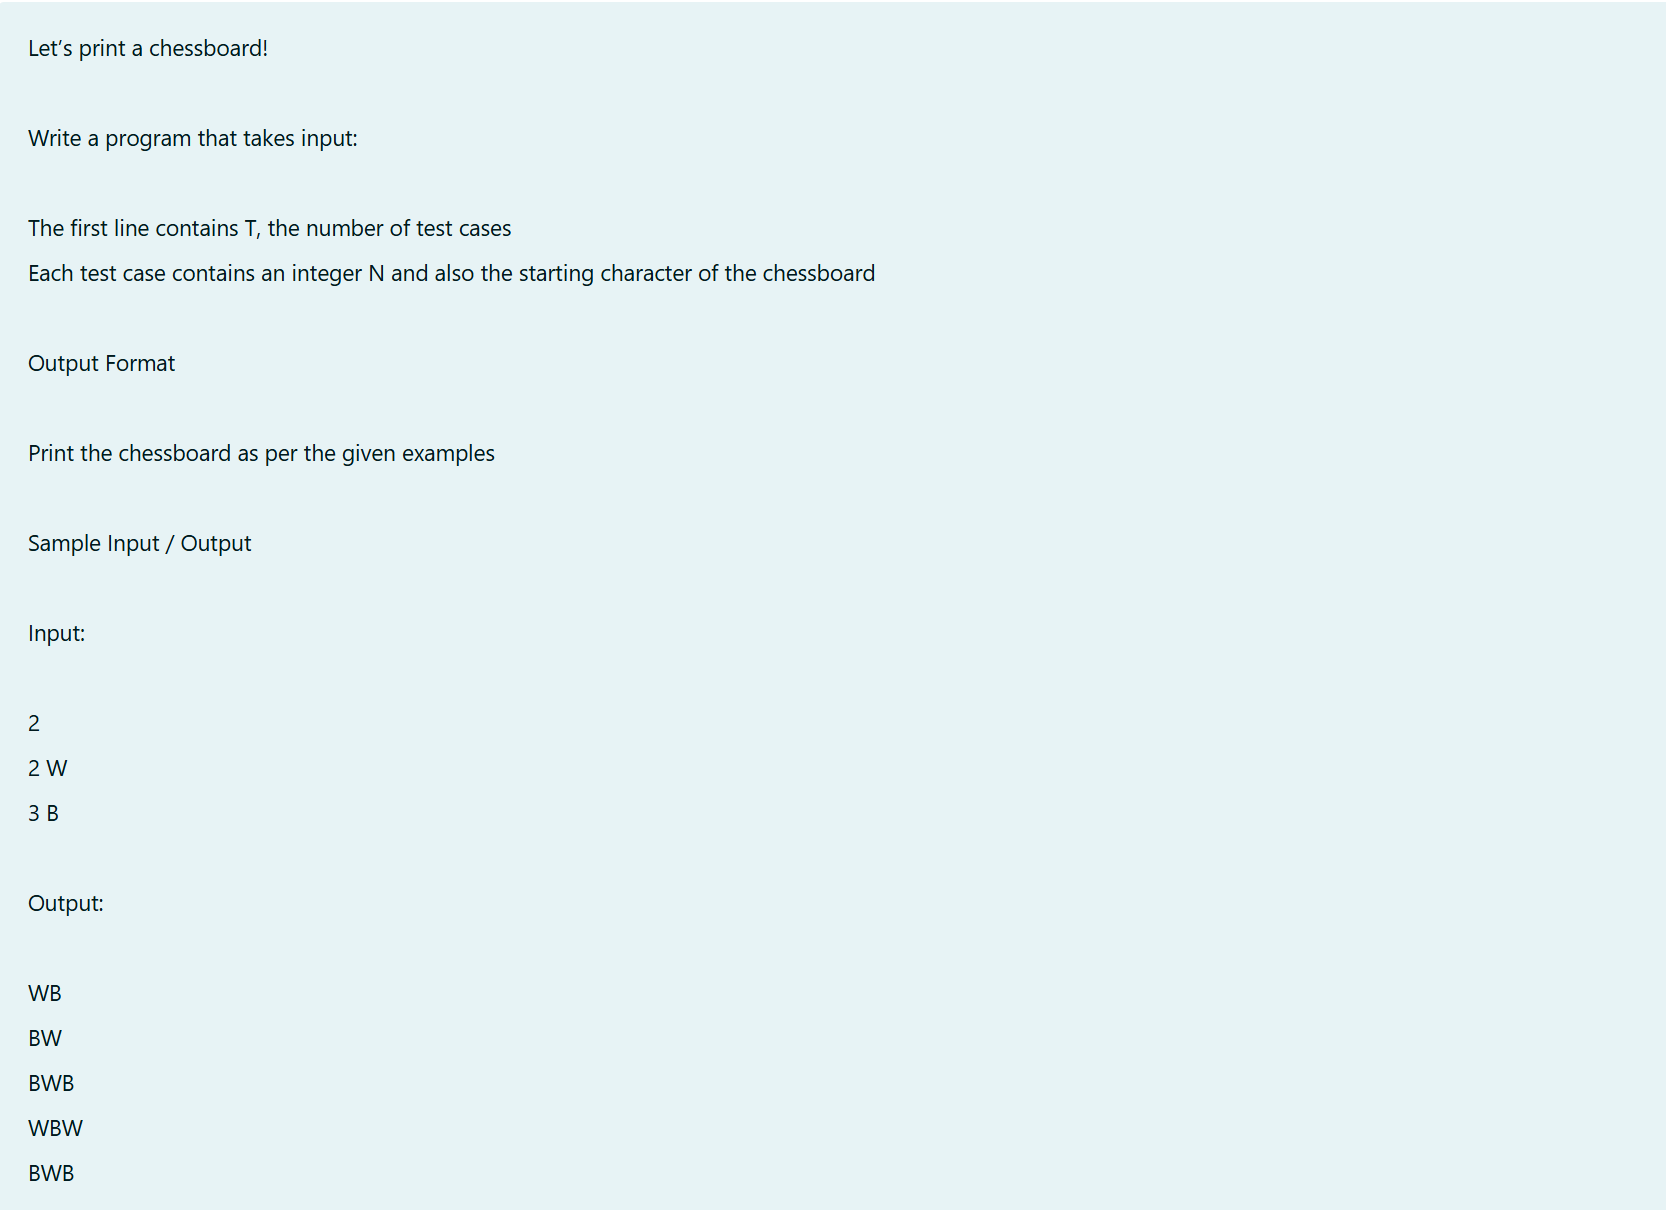 Let’s print a chessboard!
Write a program that takes input:
The first line contains T, the number of test cases
Each test case contains an integer N and also the starting character of the chessboard
Output Format
Print the chessboard as per the given examples
Sample Input / Output
Input:
2
2 W
3 B
Output:
WB
BW
BWB
WBW
BWB